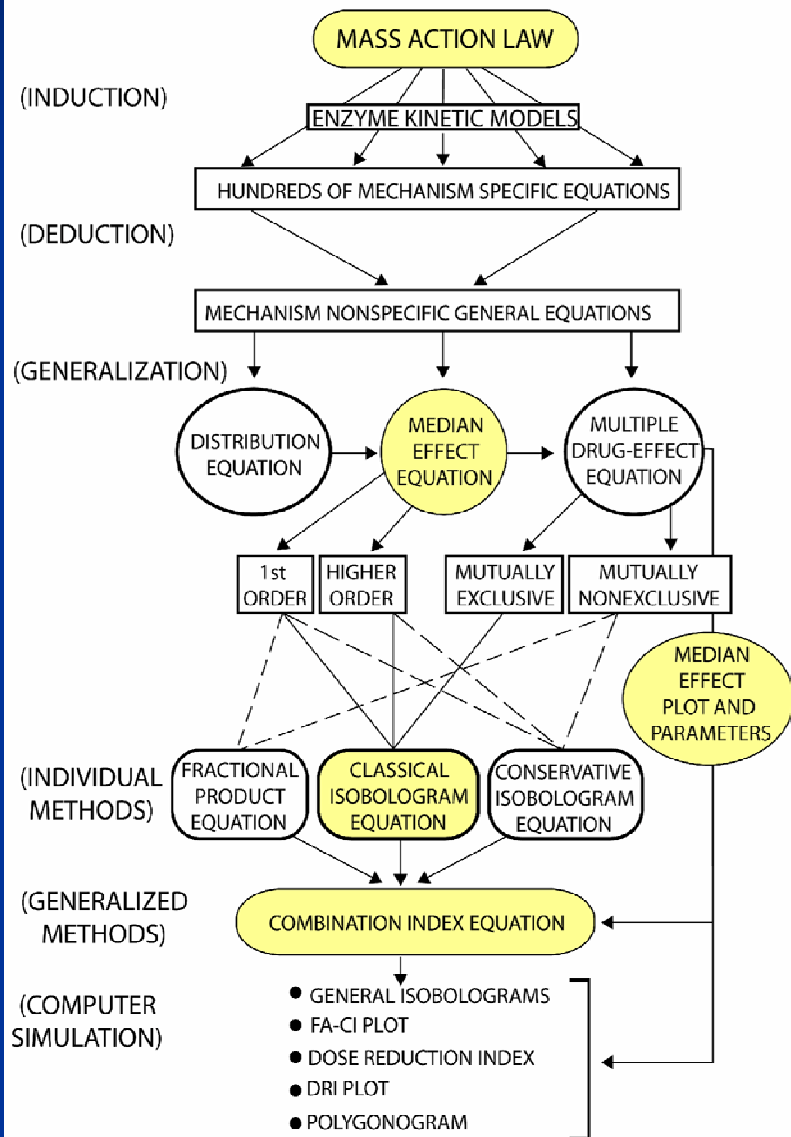 MASS ACTION LAW
(INDUCTION)
ENZYME KINETIC MODELS
HUNDREDS OF MECHANISM SPECIFIC EQUATIONS
(DEDUCTION)
MECHANISM NONSPECIFIC GENERAL EQUATIONS
(GENERALIZATION)
DISTRIBUTION
EQUATION
MEDIAN
EFFECT
EQUATION
MULTIPLE
DRUG-EFFECT
EQUATION
1st
ORDER
HIGHER
ORDER
MUTUALLY
EXCLUSIVE
MUTUALLY
NONEXCLUSIVE
MEDIAN
EFFECT
PLOT AND
PARAMETERS
(INDIVIDUAL
METHODS)
FRACTIONAL
PRODUCT
EQUATION
CLASSICAL
ISOBOLOGRAM
EQUATION
CONSERVATIVE
ISOBOLOGRAM
EQUATION
(GENERALIZED
METHODS)
COMBINATION INDEX EQUATION
(COMPUTER
SIMULATION)
● GENERAL ISOBOLOGRAMS
● FA-CI PLOT
● DOSE REDUCTION INDEX
● DRI PLOT
● POLYGONOGRAM